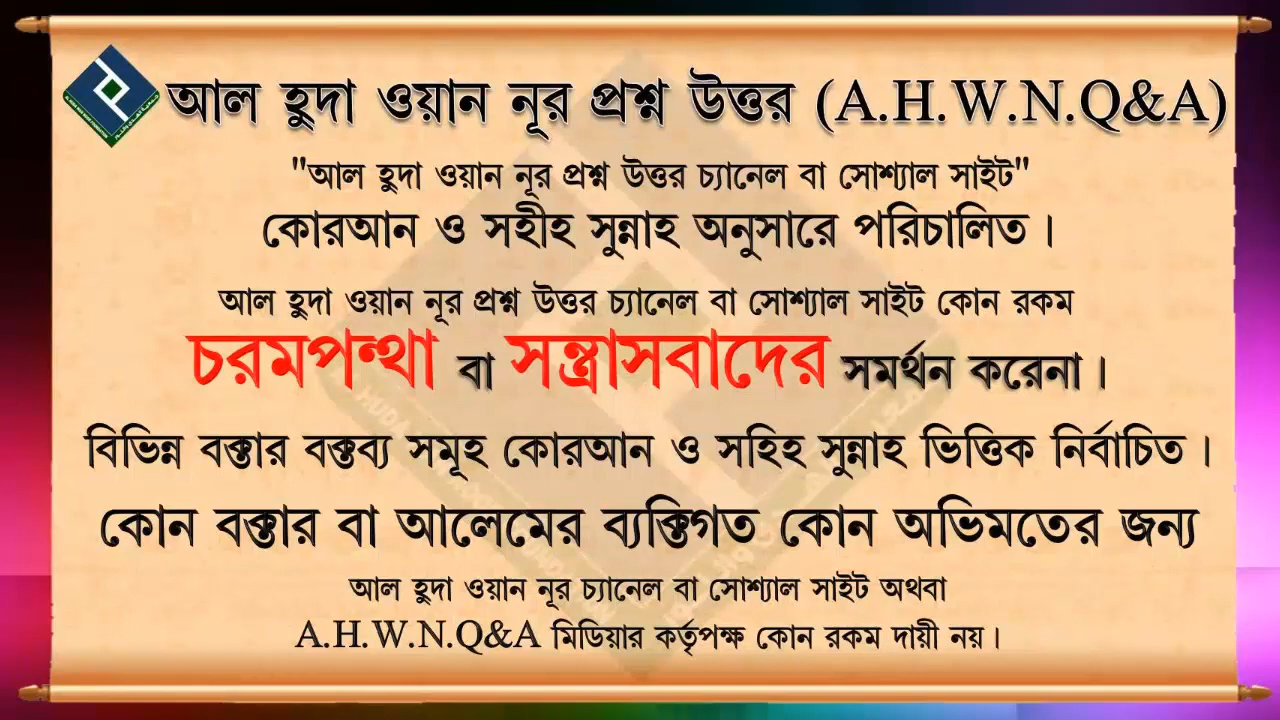 আল হুদা ওয়ান নূর প্রশ্ন উত্তর (A.H.W.N.Q&A)
"আল হুদা ওয়ান নূর প্রশ্ন উত্তর চ্যানেল বা সোশ্যাল সাইট"
কোরআন ও সহীহ সুন্নাহ অনুসারে পরিচালিত।
আল হুদা ওয়ান নূর প্রশ্ন উত্তর চ্যানেল বা সোশ্যাল সাইট কোন রকম
চরমপন্থা বা সন্ত্রাসবাদের সমর্থন করেনা।
বিভিন্ন বক্তার বক্তব্য সমূহ কোরআন ও সহিহ সুন্নাহ ভিত্তিক নির্বাচিত।
কোন বক্তার বা আলেমের ব্যক্তিগত কোন অভিমতের জন্য
আল হুদা ওয়ান নূর চ্যানেল বা সোশ্যাল সাইট অথবা
A.H.W.N.Q&A মিডিয়ার কর্তৃপক্ষ কোন রকম দায়ী নয়।